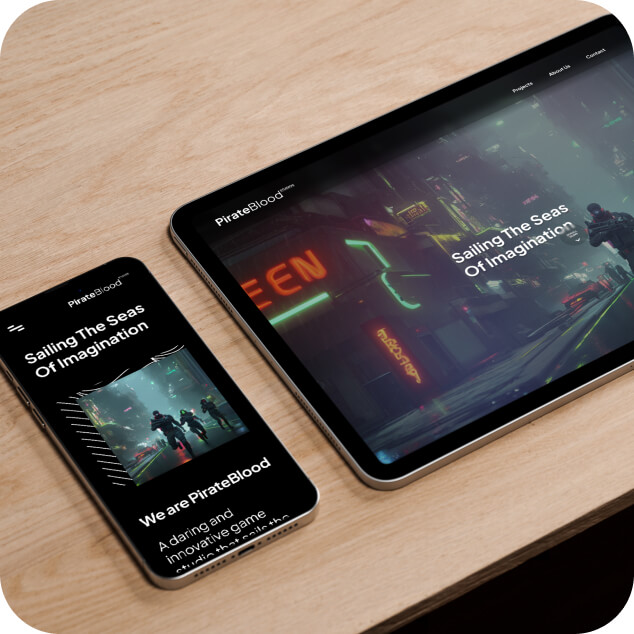 Projects
About Us
Contact
PirateBlood
Sailing The Seas
Of Imagination
EEN
PirateBlood
Sailing The Seas
Of Imagination
We are PirateBlood
A daring and
innovative game
studio that sails the